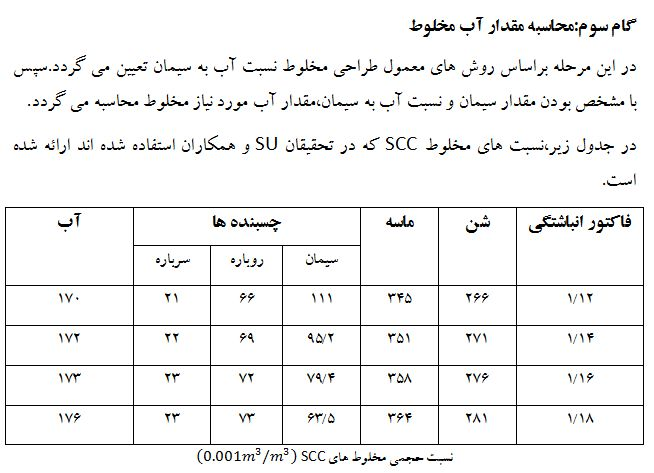 گام سوم:محاسبه مقدار آب مخلوط
در این مرحله براساس روش های معمول طراحی مخلوط نسبت آب به سیمان تعیین می گردد.سپس
با مشخص بودن مقدار سیمان و نسبت آب به سیمان،مقدار آب مورد نیاز مخلوط محاسبه می گردد.
در جدول زیر،نسبت های مخلوط SCC که در تحقیقان SU و همکاران استفاده شده اند ارائه شده
است.
فاکتور انباشتگی شن ماسه چسبنده ها آب
سیمان روباره سرباره
۱/۱۲ ۲۶۶ ۳۴۵ ۱۱۱ ۶۶ ۲۱ ۱۷۰
۱/۱۴ ۲۷۱ ۳۵۱ ۹۵/۲ ۶۹ ۲۲ ۱۷۲
۱/۱۶ ۲۷۶ ۳۵۸ ۷۹/۴ ۷۲ ۲۳ ۱۷۳
۱/۱۸ ۲۸۱ ۳۶۴ ۶۳/۵ ۷۳ ۲۳ ۱۷۶
نسبت حجمی مخلوط های SCC (0.001m³/m³)